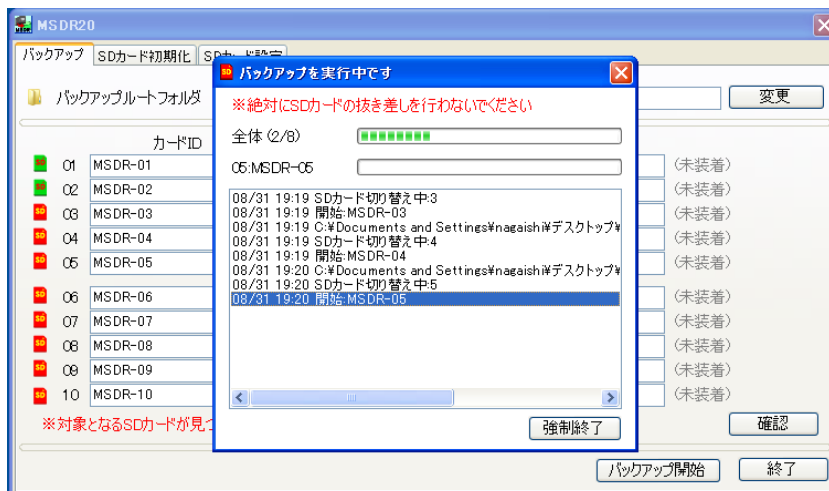 MSDR20
バックアップ SDカード初期化
バックアップルートフォルダ 変更
カードID
01 MSDR-01 (未装着)
02 MSDR-02 (未装着)
03 MSDR-03 (未装着)
04 MSDR-04 (未装着)
05 MSDR-05 (未装着)
06 MSDR-06 (未装着)
07 MSDR-07 (未装着)
08 MSDR-08 (未装着)
09 MSDR-09 (未装着)
10 MSDR-10 (未装着)
※対象となるSDカードが見つ
確認
バックアップ開始 終了
バックアップを実行中です
※絶対にSDカードの抜き差しを行わないでください
全体 (2/8)
05:MSDR-05
08/31 19:19 SDカード切り替え中:3
08/31 19:19 開始:MSDR-03
08/31 19:19 C:¥Documents and Settings¥nagaishi¥デスクトップ¥
08/31 19:19 SDカード切り替え中:4
08/31 19:19 開始:MSDR-04
08/31 19:20 C:¥Documents and Settings¥nagaishi¥デスクトップ¥
08/31 19:20 SDカード切り替え中:5
08/31 19:20 開始:MSDR-05
強制終了